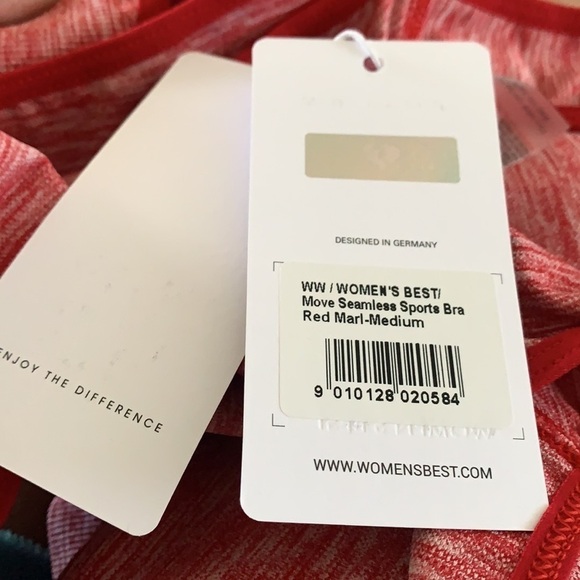 DESIGNED IN GERMANY
WW / WOMEN'S BEST/
Move Seamless Sports Bra
Red Marl-Medium
9 010128 020584
WWW.WOMENSBEST.COM
ENJOY THE DIFFERENCE